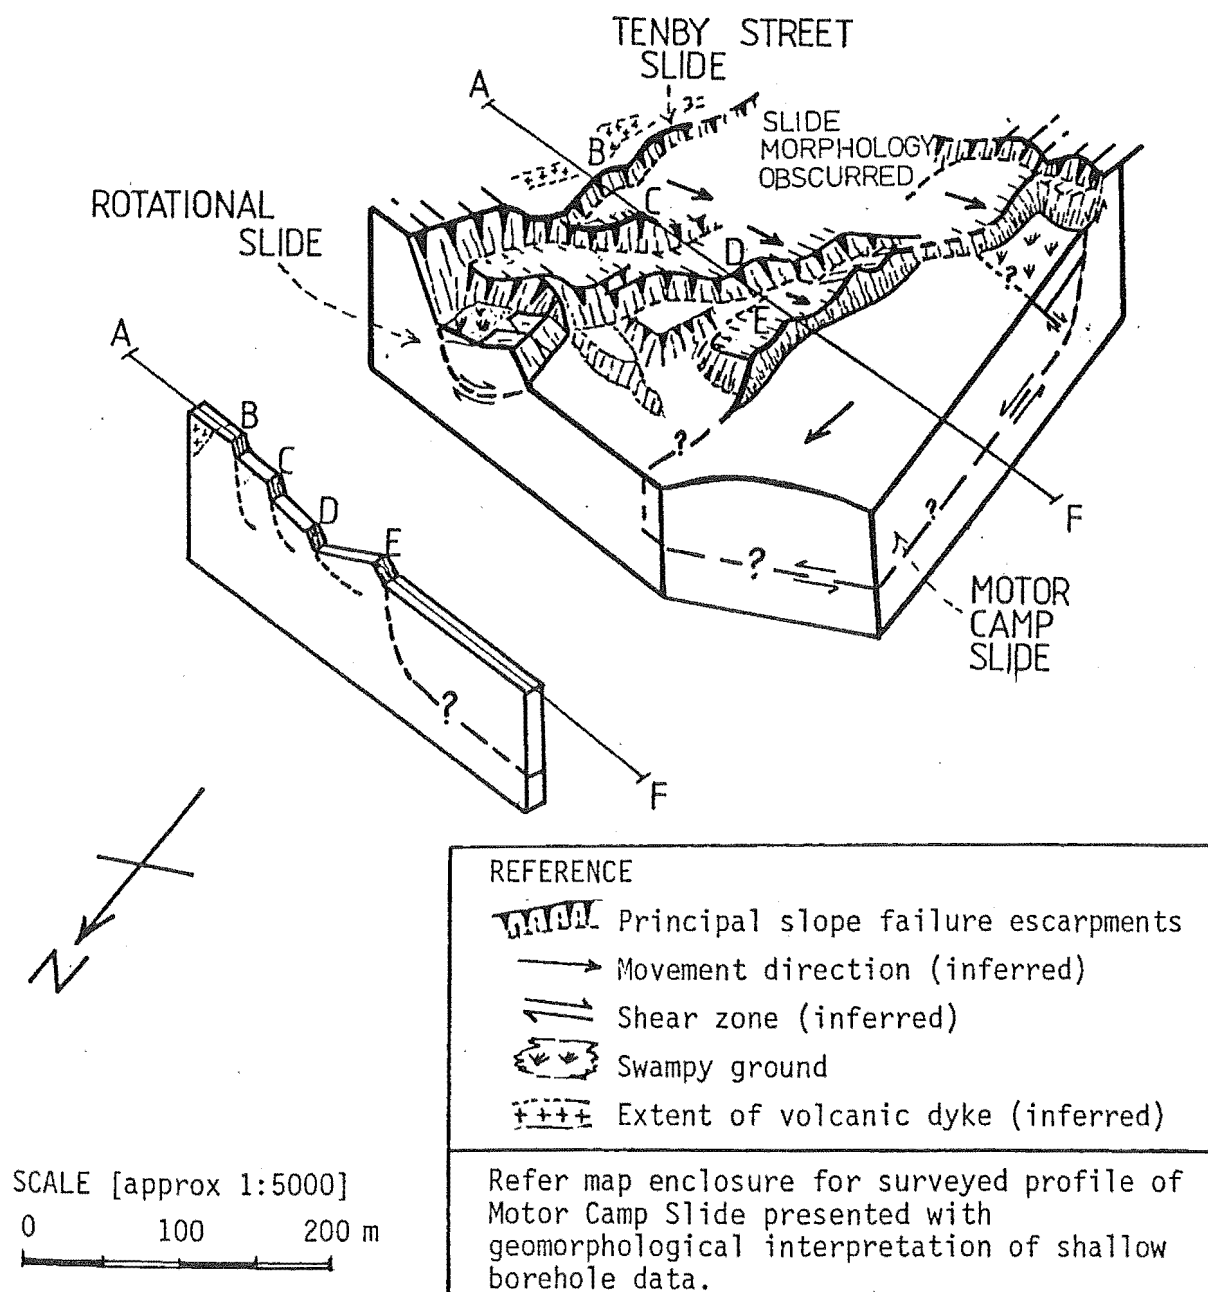 TENBY STREET
SLIDE
A
B
SLIDE
MORPHOLOGY
OBSCURRED
ROTATIONAL
SLIDE
C
D
E
?
?
?
?
F
MOTOR
CAMP
SLIDE
A
B
C
D
E
?
F
N
REFERENCE
Principal slope failure escarpments
Movement direction (inferred)
Shear zone (inferred)
Swampy ground
Extent of volcanic dyke (inferred)
SCALE [approx 1:5000]
0 100 200 m
Refer map enclosure for surveyed profile of
Motor Camp Slide presented with
geomorphological interpretation of shallow
borehole data.